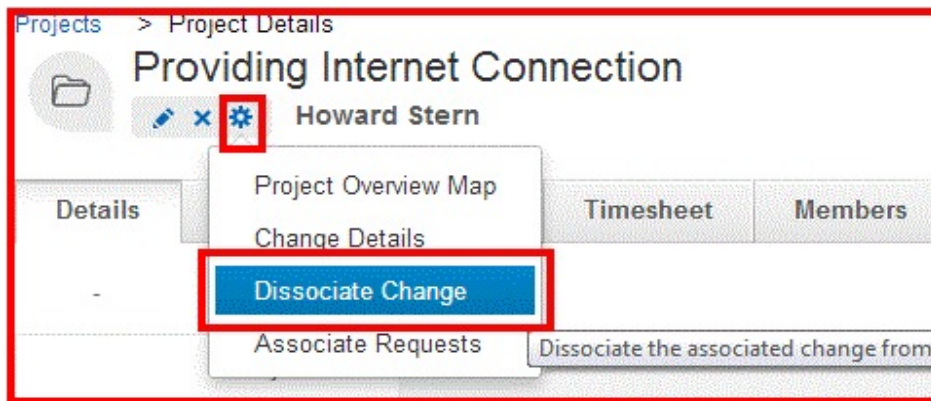 Projects > Project Details
Providing Internet Connection
Howard Stern
Project Overview Map
Details
Timesheet
Members
Change Details
Dissociate Change
-
Associate Requests
Dissociate the associated change from